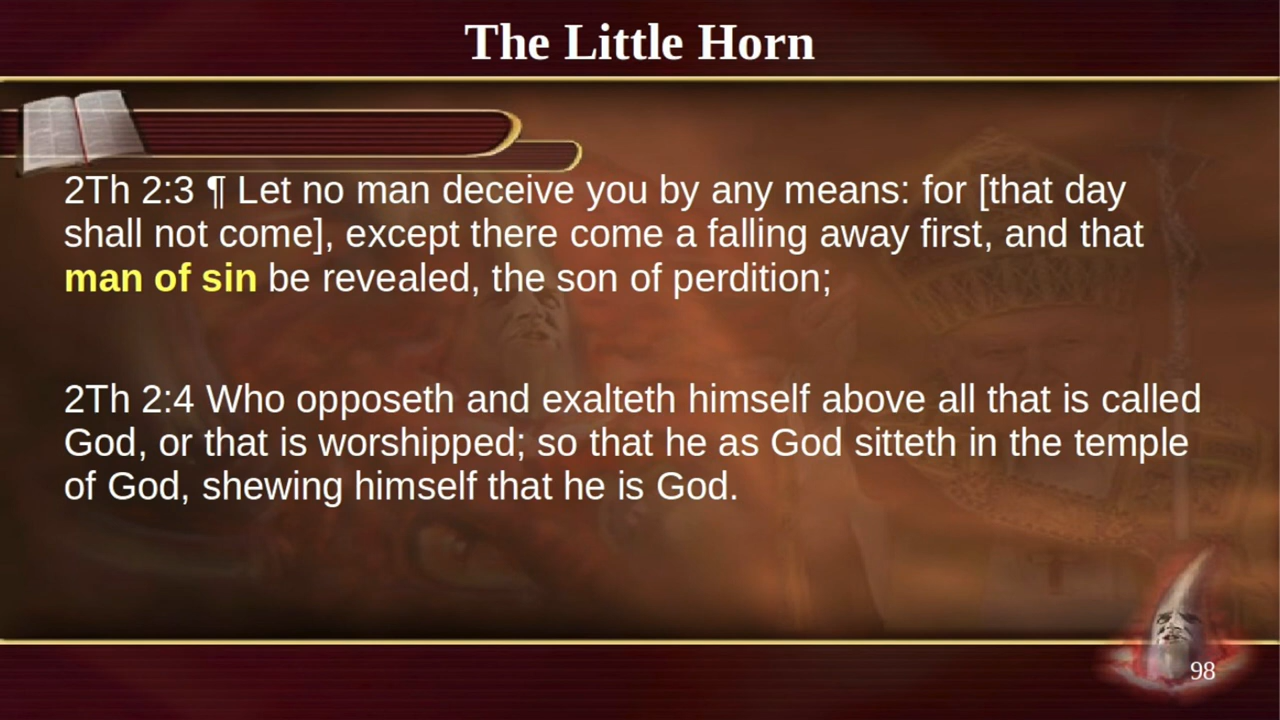 The Little Horn
2Th 2:3 ¶ Let no man deceive you by any means: for [that day
shall not come], except there come a falling away first, and that
man of sin be revealed, the son of perdition;
2Th 2:4 Who opposeth and exalteth himself above all that is called
God, or that is worshipped; so that he as God sitteth in the temple
of God, shewing himself that he is God.
98